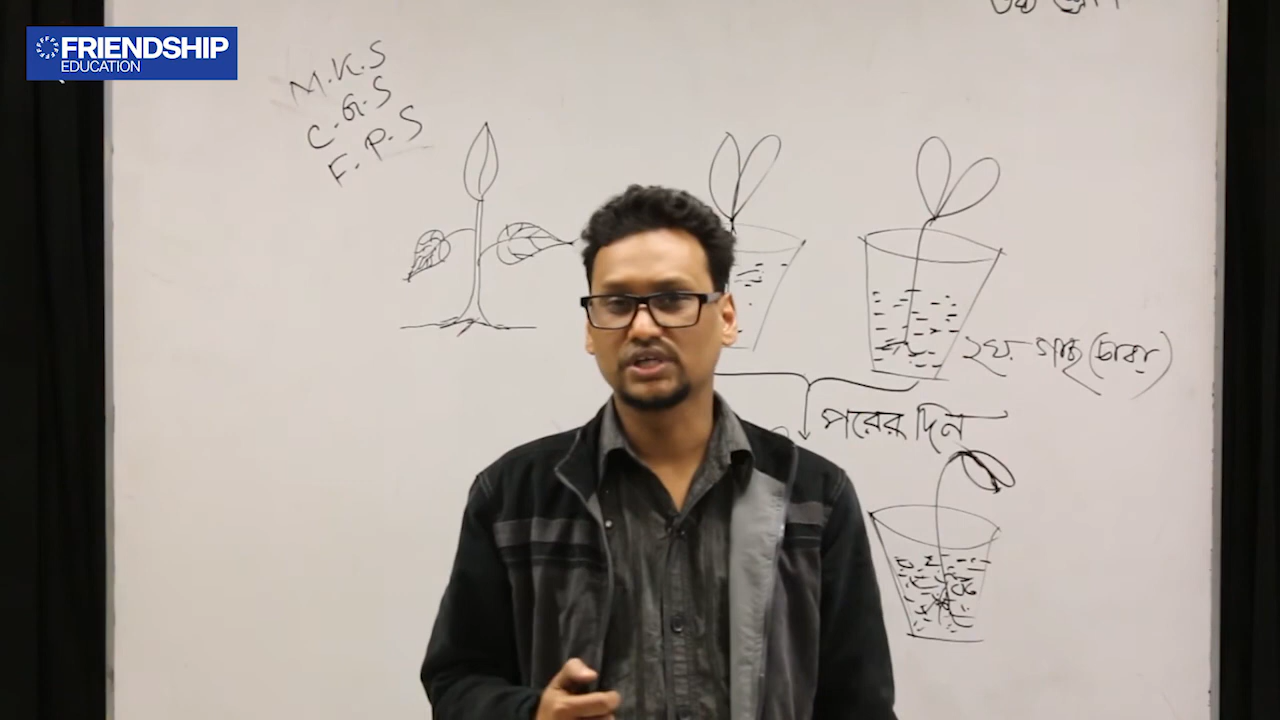 FRIENDSHIP
EDUCATION
M.K.S
C.G.S
F.P.S
২য়. গাছ (চারা)
পরের দিন